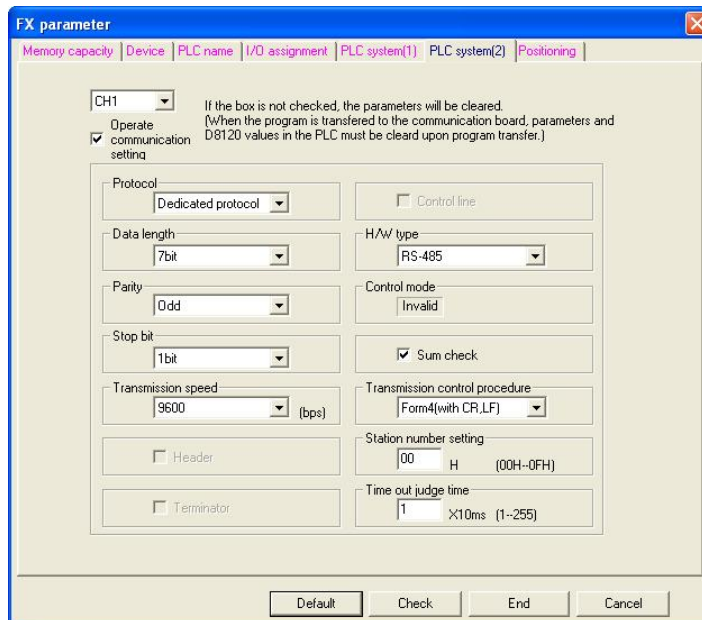 FX parameter
Memory capacity Device PLC name I/O assignment PLC system(1) PLC system(2) Positioning
CH1
If the box is not checked, the parameters will be cleared.
(When the program is transfered to the communication board, parameters and
D8120 values in the PLC must be cleard upon program transfer.)
Operate
communication
setting
Protocol
Dedicated protocol
Control line
Data length
7bit
H/W type
RS-485
Parity
Odd
Control mode
Invalid
Stop bit
1bit
Sum check
Transmission speed
9600 (bps)
Transmission control procedure
Form4(with CR,LF)
Header
Station number setting
00 H (00H--0FH)
Terminator
Time out judge time
1 X10ms (1--255)
Default Check End Cancel